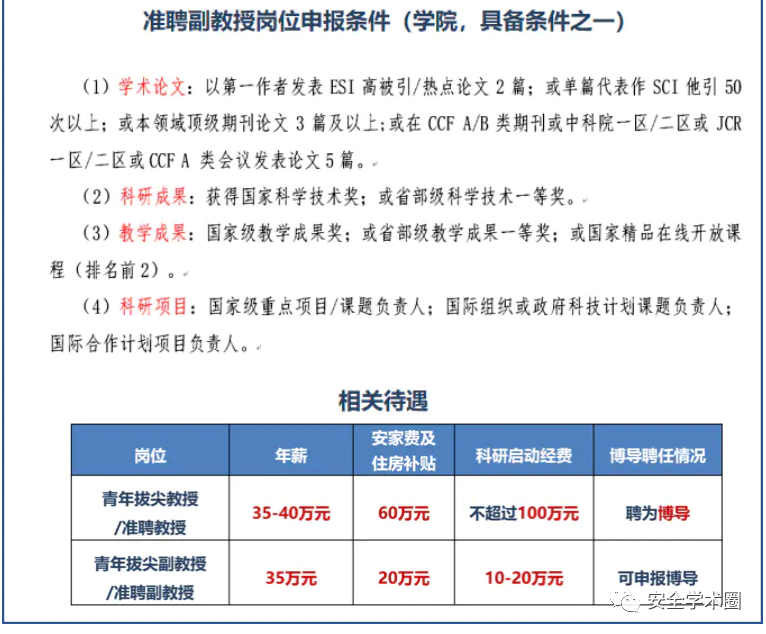 准聘副教授岗位申报条件（学院，具备条件之一）
（1）学术论文：以第一作者发表 ESI 高被引/热点论文 2 篇；或单篇代表作 SCI 他引 50
次以上；或本领域顶级期刊论文 3 篇及以上;或在 CCF A/B 类期刊或中科院一区/二区或 JCR
一区/二区或 CCF A 类会议发表论文 5 篇。
（2）科研成果：获得国家科学技术奖；或省部级科学技术一等奖。
（3）教学成果：国家级教学成果奖；或省部级教学成果一等奖；或国家精品在线开放课
程（排名前 2）。
（4）科研项目：国家级重点项目/课题负责人；国际组织或政府科技计划课题负责人；
国际合作计划项目负责人。
相关待遇
岗位 年薪 安家费及住房补贴 科研启动经费 博导聘任情况
青年拔尖教授/准聘教授 35-40万元 60万元 不超过100万元 聘为博导
青年拔尖副教授/准聘副教授 35万元 20万元 10-20万元 可申报博导
安全学术圈